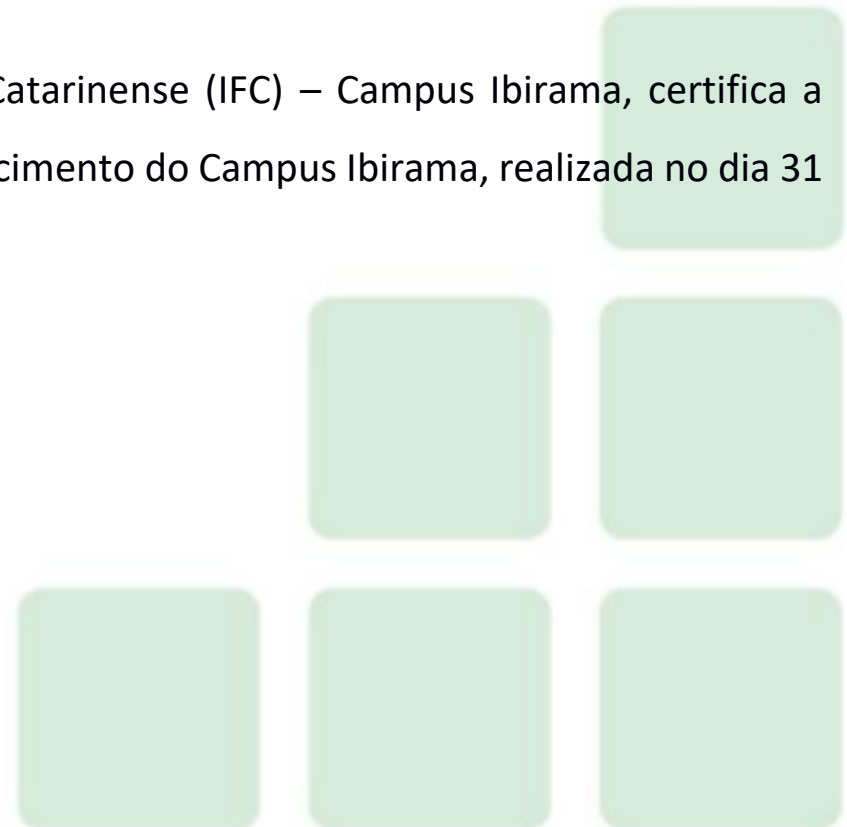 Catarinense (IFC) – Campus Ibirama, certifica a
cimento do Campus Ibirama, realizada no dia 31